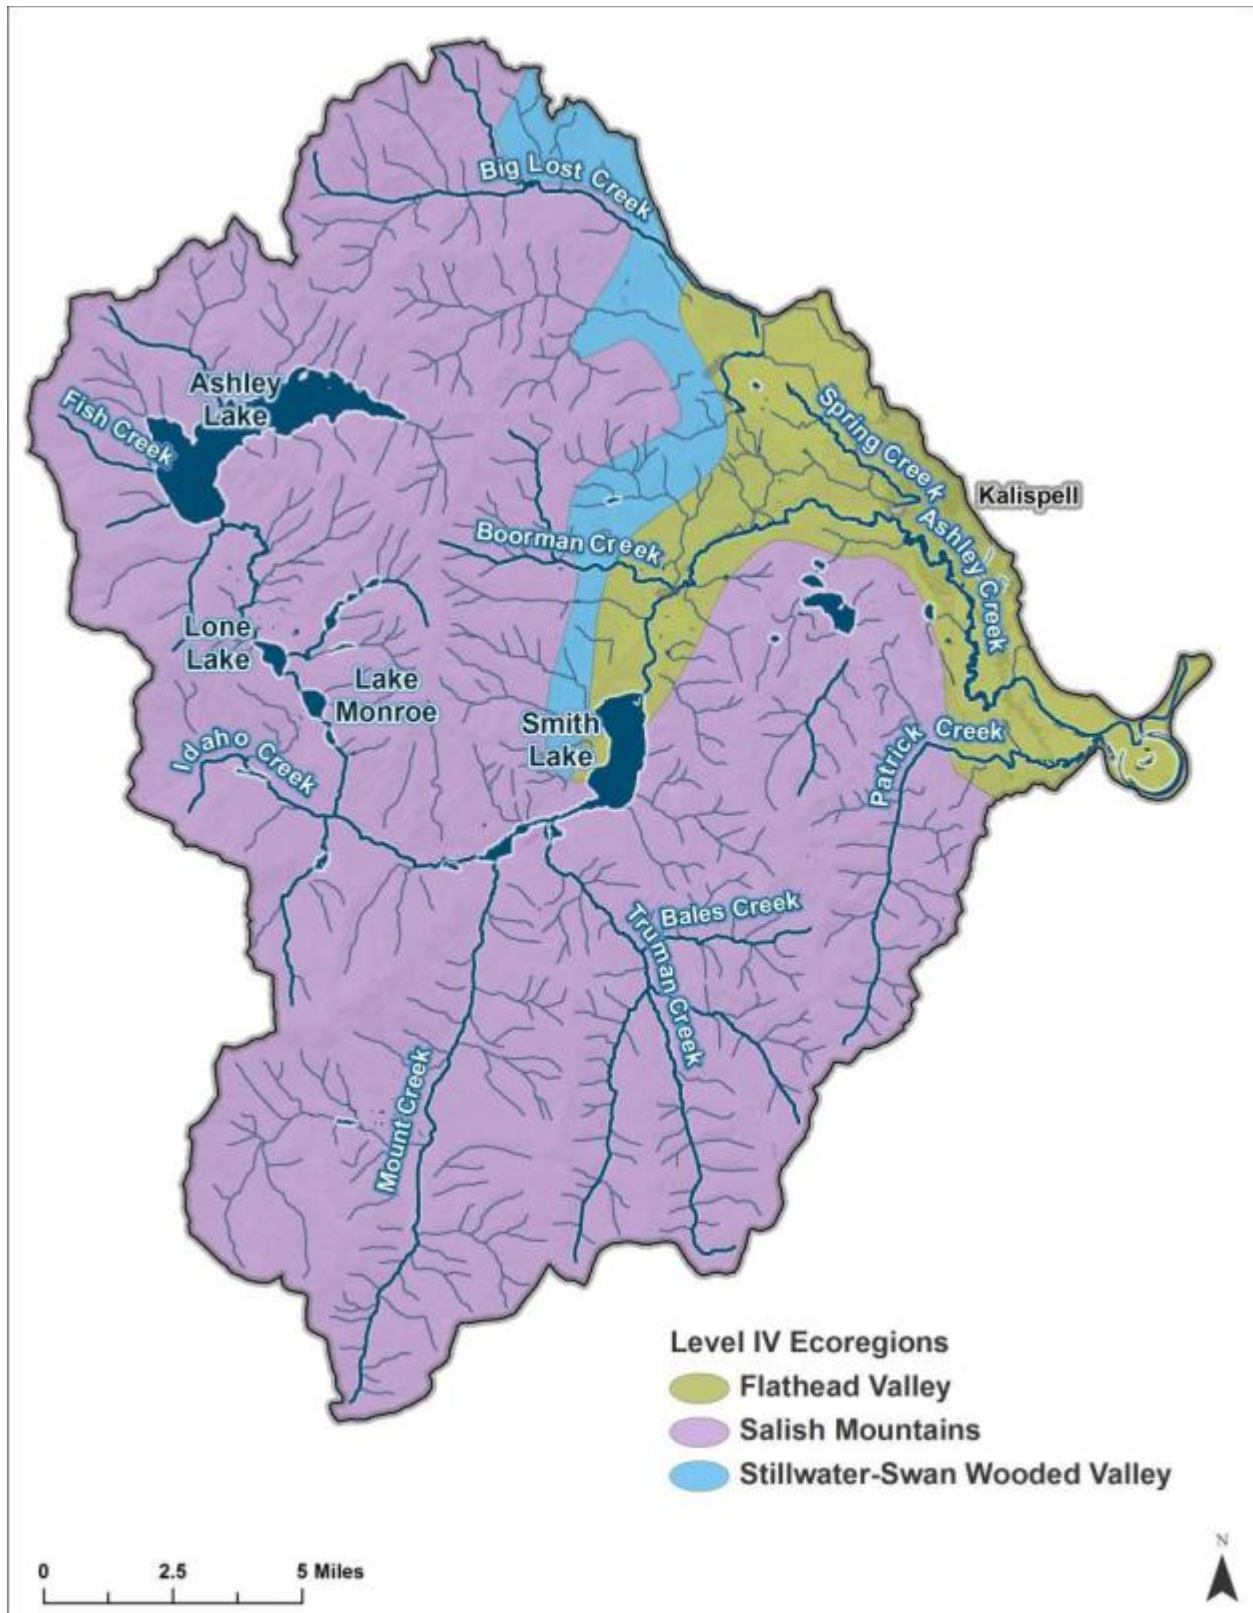 Big Lost Creek
Ashley
Lake
Fish Creek
Spring Creek
Kalispell
Ashley Creek
Boorman Creek
Lone
Lake
Lake
Monroe
Smith
Lake
Idaho Creek
Patrick Creek
Bales Creek
Truman Creek
Mount Creek
Level IV Ecoregions
Flathead Valley
Salish Mountains
Stillwater-Swan Wooded Valley
0 2.5 5 Miles
N